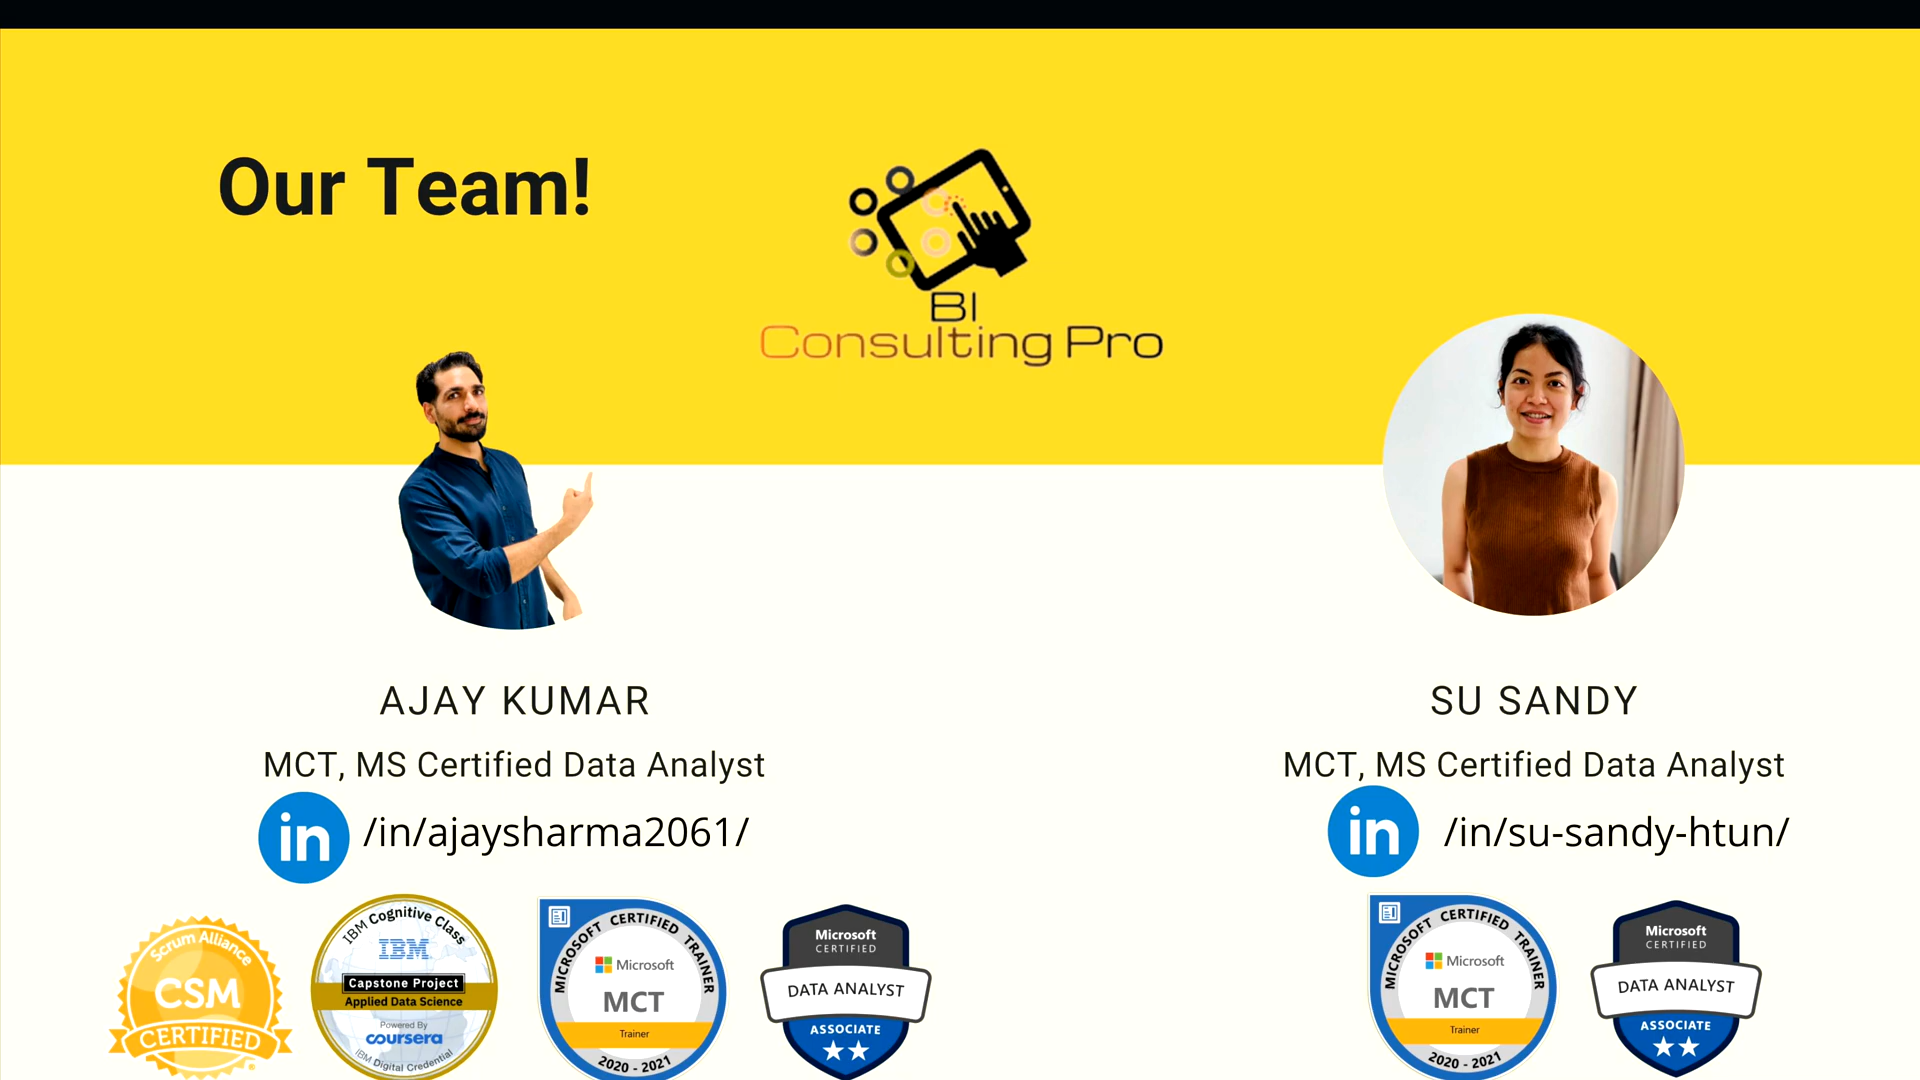 Our Team!
BI
Consulting Pro
AJAY KUMAR
MCT, MS Certified Data Analyst
in /in/ajaysharma2061/
Scrum Alliance
CSM
CERTIFIED
IBM Cognitive Class
IBM
Capstone Project
Applied Data Science
Powered By
coursera
IBM Digital Credential
MICROSOFT CERTIFIED TRAINER
Microsoft
MCT
Trainer
2020 - 2021
Microsoft
CERTIFIED
DATA ANALYST
ASSOCIATE
SU SANDY
MCT, MS Certified Data Analyst
in /in/su-sandy-htun/
MICROSOFT CERTIFIED TRAINER
Microsoft
MCT
Trainer
2020 - 2021
Microsoft
CERTIFIED
DATA ANALYST
ASSOCIATE